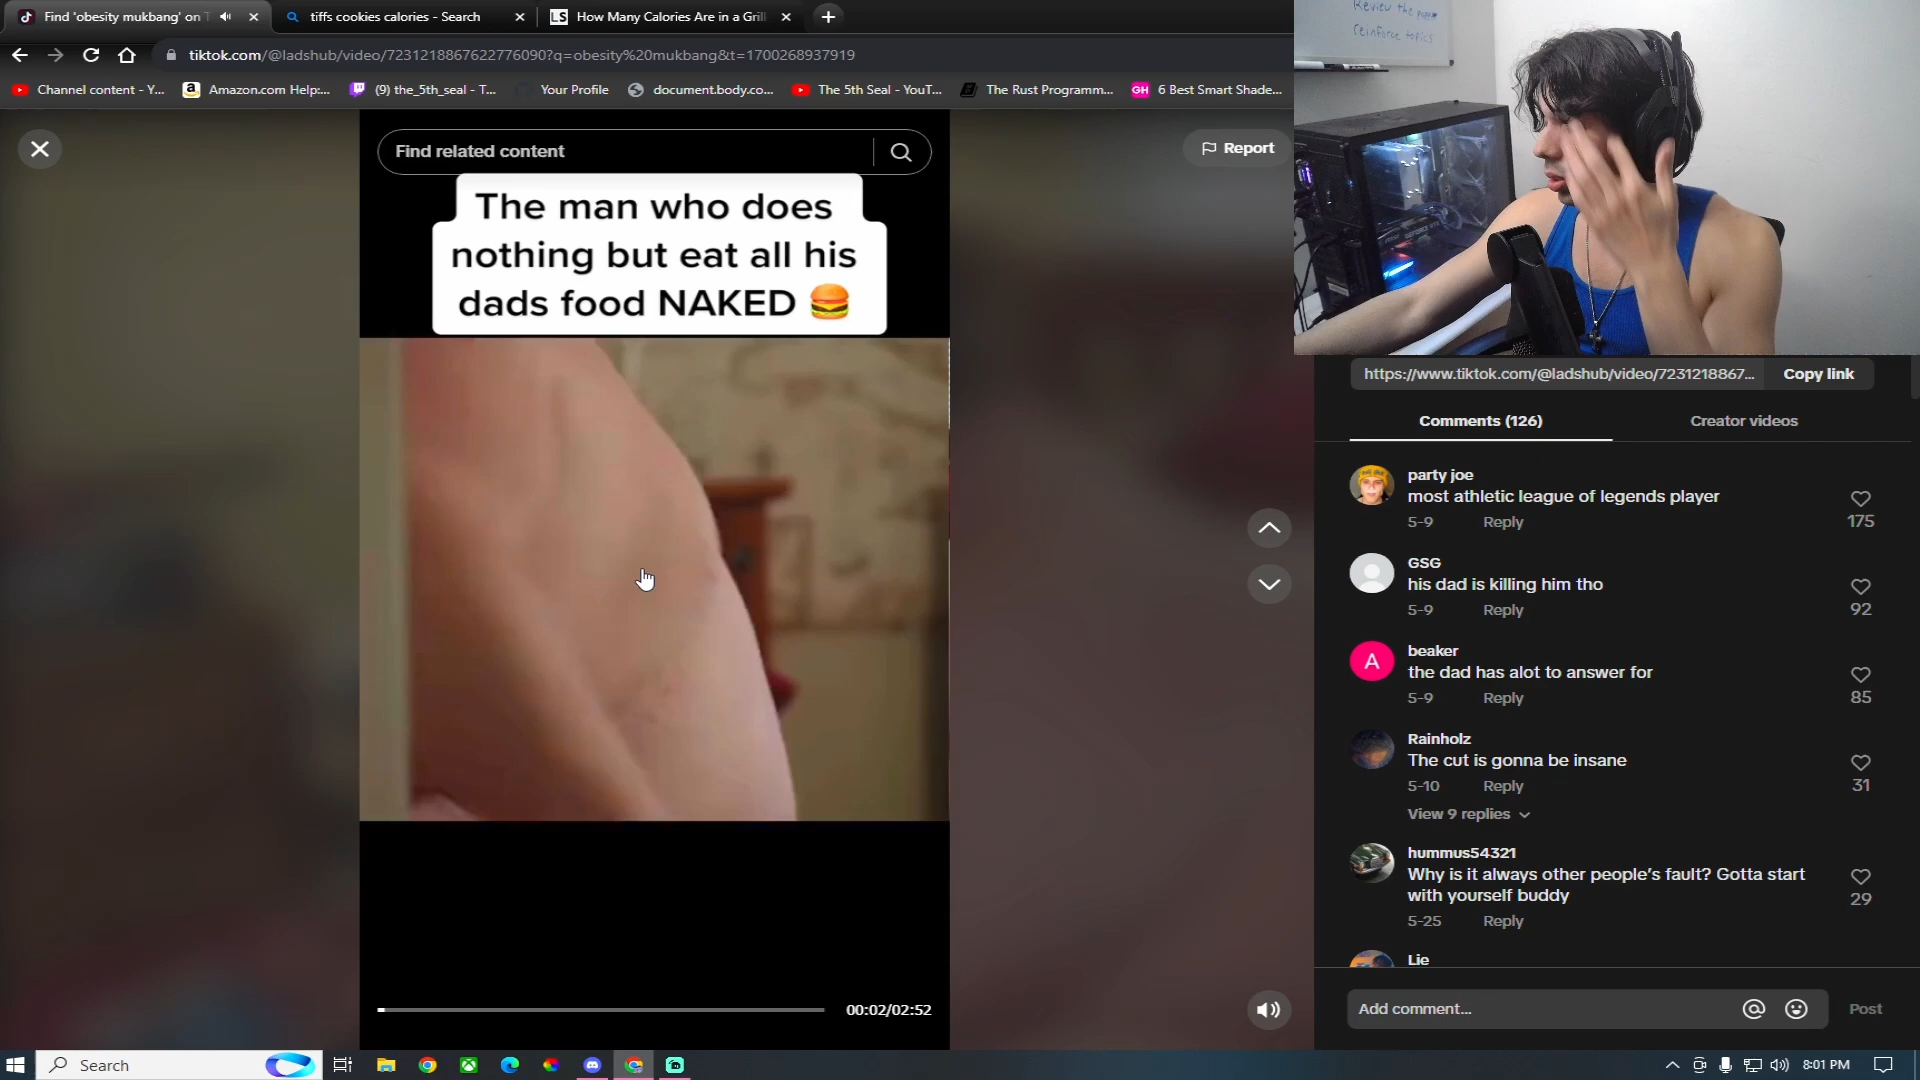 Find 'obesity mukbang' on T
tiffs cookies calories - Search
LS How Many Calories Are in a Grill
tiktok.com/@ladshub/video/7231218867622776090?q=obesity%20mukbang&t=1700268937919
Channel content - Y...
Amazon.com Help:...
(9) the_5th_seal - T...
Your Profile
document.body.co...
The 5th Seal - YouT...
The Rust Programm...
GH 6 Best Smart Shade...
Review the
reinforce topics
Find related content
Report
The man who does
nothing but eat all his
dads food NAKED 🍔
https://www.tiktok.com/@ladshub/video/7231218867...
Copy link
Comments (126)
Creator videos
party joe
most athletic league of legends player
5-9 Reply
175
GSG
his dad is killing him tho
5-9 Reply
92
A
beaker
the dad has alot to answer for
5-9 Reply
85
Rainholz
The cut is gonna be insane
5-10 Reply
31
View 9 replies
hummus54321
Why is it always other people's fault? Gotta start
with yourself buddy
5-25 Reply
29
Lie
00:02/02:52
Add comment...
Post
Search
8:01 PM